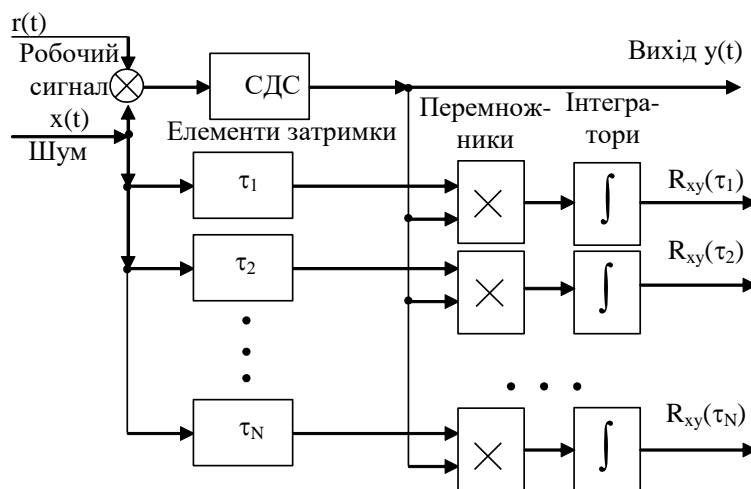 r(t)
Робочий
сигнал
СДС
Вихід y(t)
x(t)
Шум
Елементи затримки
Перемнож-
ники
Інтегра-
тори
τ1
× ∫
Rxy(τ1)
τ2
× ∫
Rxy(τ2)
τN
× ∫
Rxy(τN)